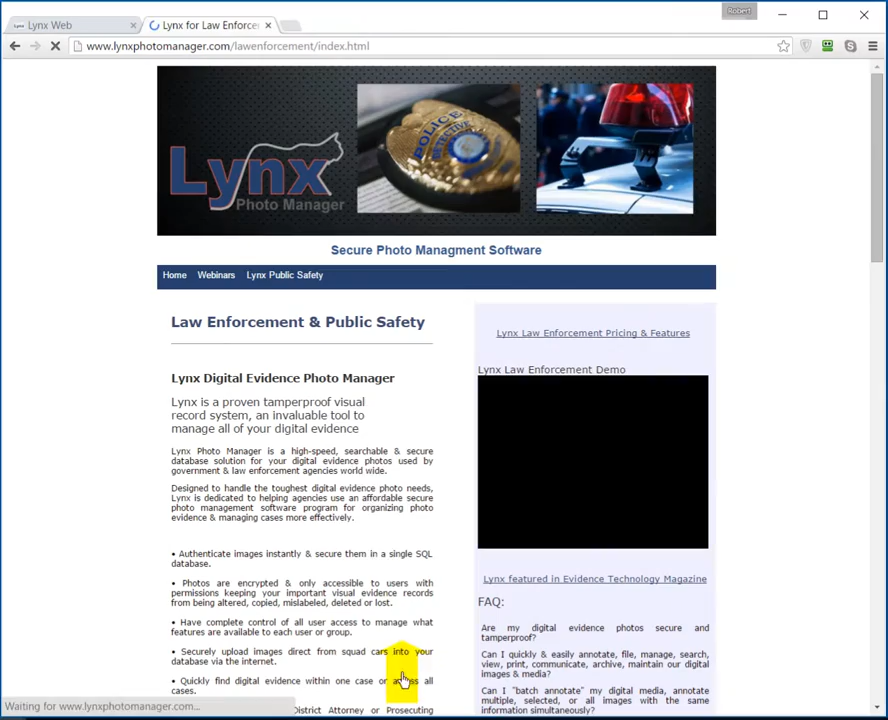 Robert
Lynx Web
Lynx for Law Enforce
www.lynxphotomanager.com/lawenforcement/index.html
Lynx
Photo Manager
POLICE
DETECTIVE
Secure Photo Managment Software
Home Webinars Lynx Public Safety
Law Enforcement & Public Safety
Lynx Digital Evidence Photo Manager
Lynx is a proven tamperproof visual
record system, an invaluable tool to
manage all of your digital evidence
Lynx Photo Manager is a high-speed, searchable & secure
database solution for your digital evidence photos used by
government & law enforcement agencies world wide.
Designed to handle the toughest digital evidence photo needs,
Lynx is dedicated to helping agencies use an affordable secure
photo management software program for organizing photo
evidence & managing cases more effectively.
• Authenticate images instantly & secure them in a single SQL
database.
• Photos are encrypted & only accessible to users with
permissions keeping your important visual evidence records
from being altered, copied, mislabeled, deleted or lost.
• Have complete control of all user access to manage what
features are available to each user or group.
• Securely upload images direct from squad cars into your
database via the internet.
• Quickly find digital evidence within one case or across all
cases.
District Attorney or Prosecuting
Lynx Law Enforcement Pricing & Features
Lynx Law Enforcement Demo
Lynx featured in Evidence Technology Magazine
FAQ:
Are my digital evidence photos secure and
tamperproof?
Can I quickly & easily annotate, file, manage, search,
view, print, communicate, archive, maintain our digital
images & media?
Can I "batch annotate" my digital media, annotate
multiple, selected, or all images with the same
information simultaneously?
Waiting for www.lynxphotomanager.com...